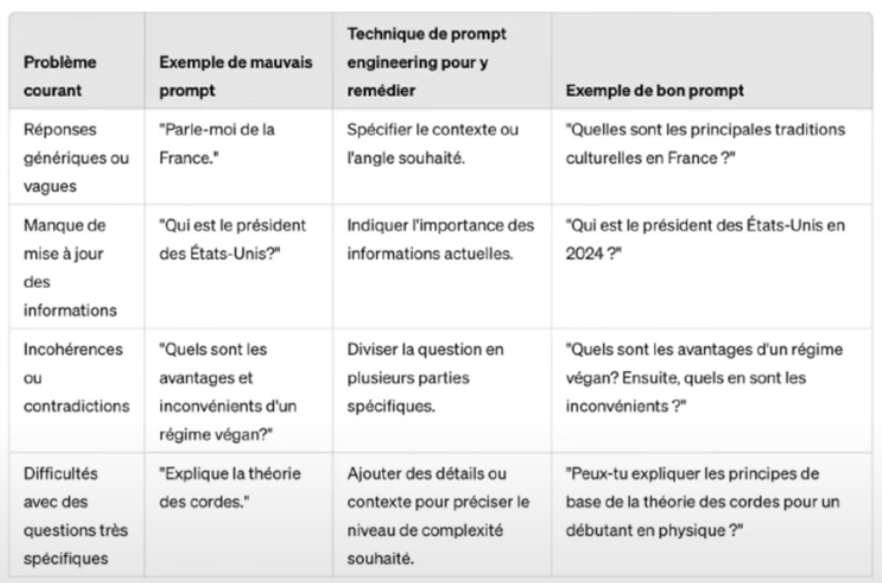 Problème
courant
Exemple de mauvais
prompt
Technique de prompt
engineering pour y
remédier
Exemple de bon prompt
Réponses
génériques ou
vagues
"Parle-moi de la
France."
Spécifier le contexte ou
l'angle souhaité.
"Quelles sont les principales traditions
culturelles en France ?"
Manque de
mise à jour
des
informations
"Qui est le président
des États-Unis?"
Indiquer l'importance des
informations actuelles.
"Qui est le président des États-Unis en
2024 ?"
Incohérences
ou
contradictions
"Quels sont les
avantages et
inconvénients d'un
régime végan?"
Diviser la question en
plusieurs parties
spécifiques.
"Quels sont les avantages d'un régime
végan? Ensuite, quels en sont les
inconvénients ?"
Difficultés
avec des
questions très
spécifiques
"Explique la théorie
des cordes."
Ajouter des détails ou
contexte pour préciser le
niveau de complexité
souhaité.
"Peux-tu expliquer les principes de
base de la théorie des cordes pour un
débutant en physique ?"